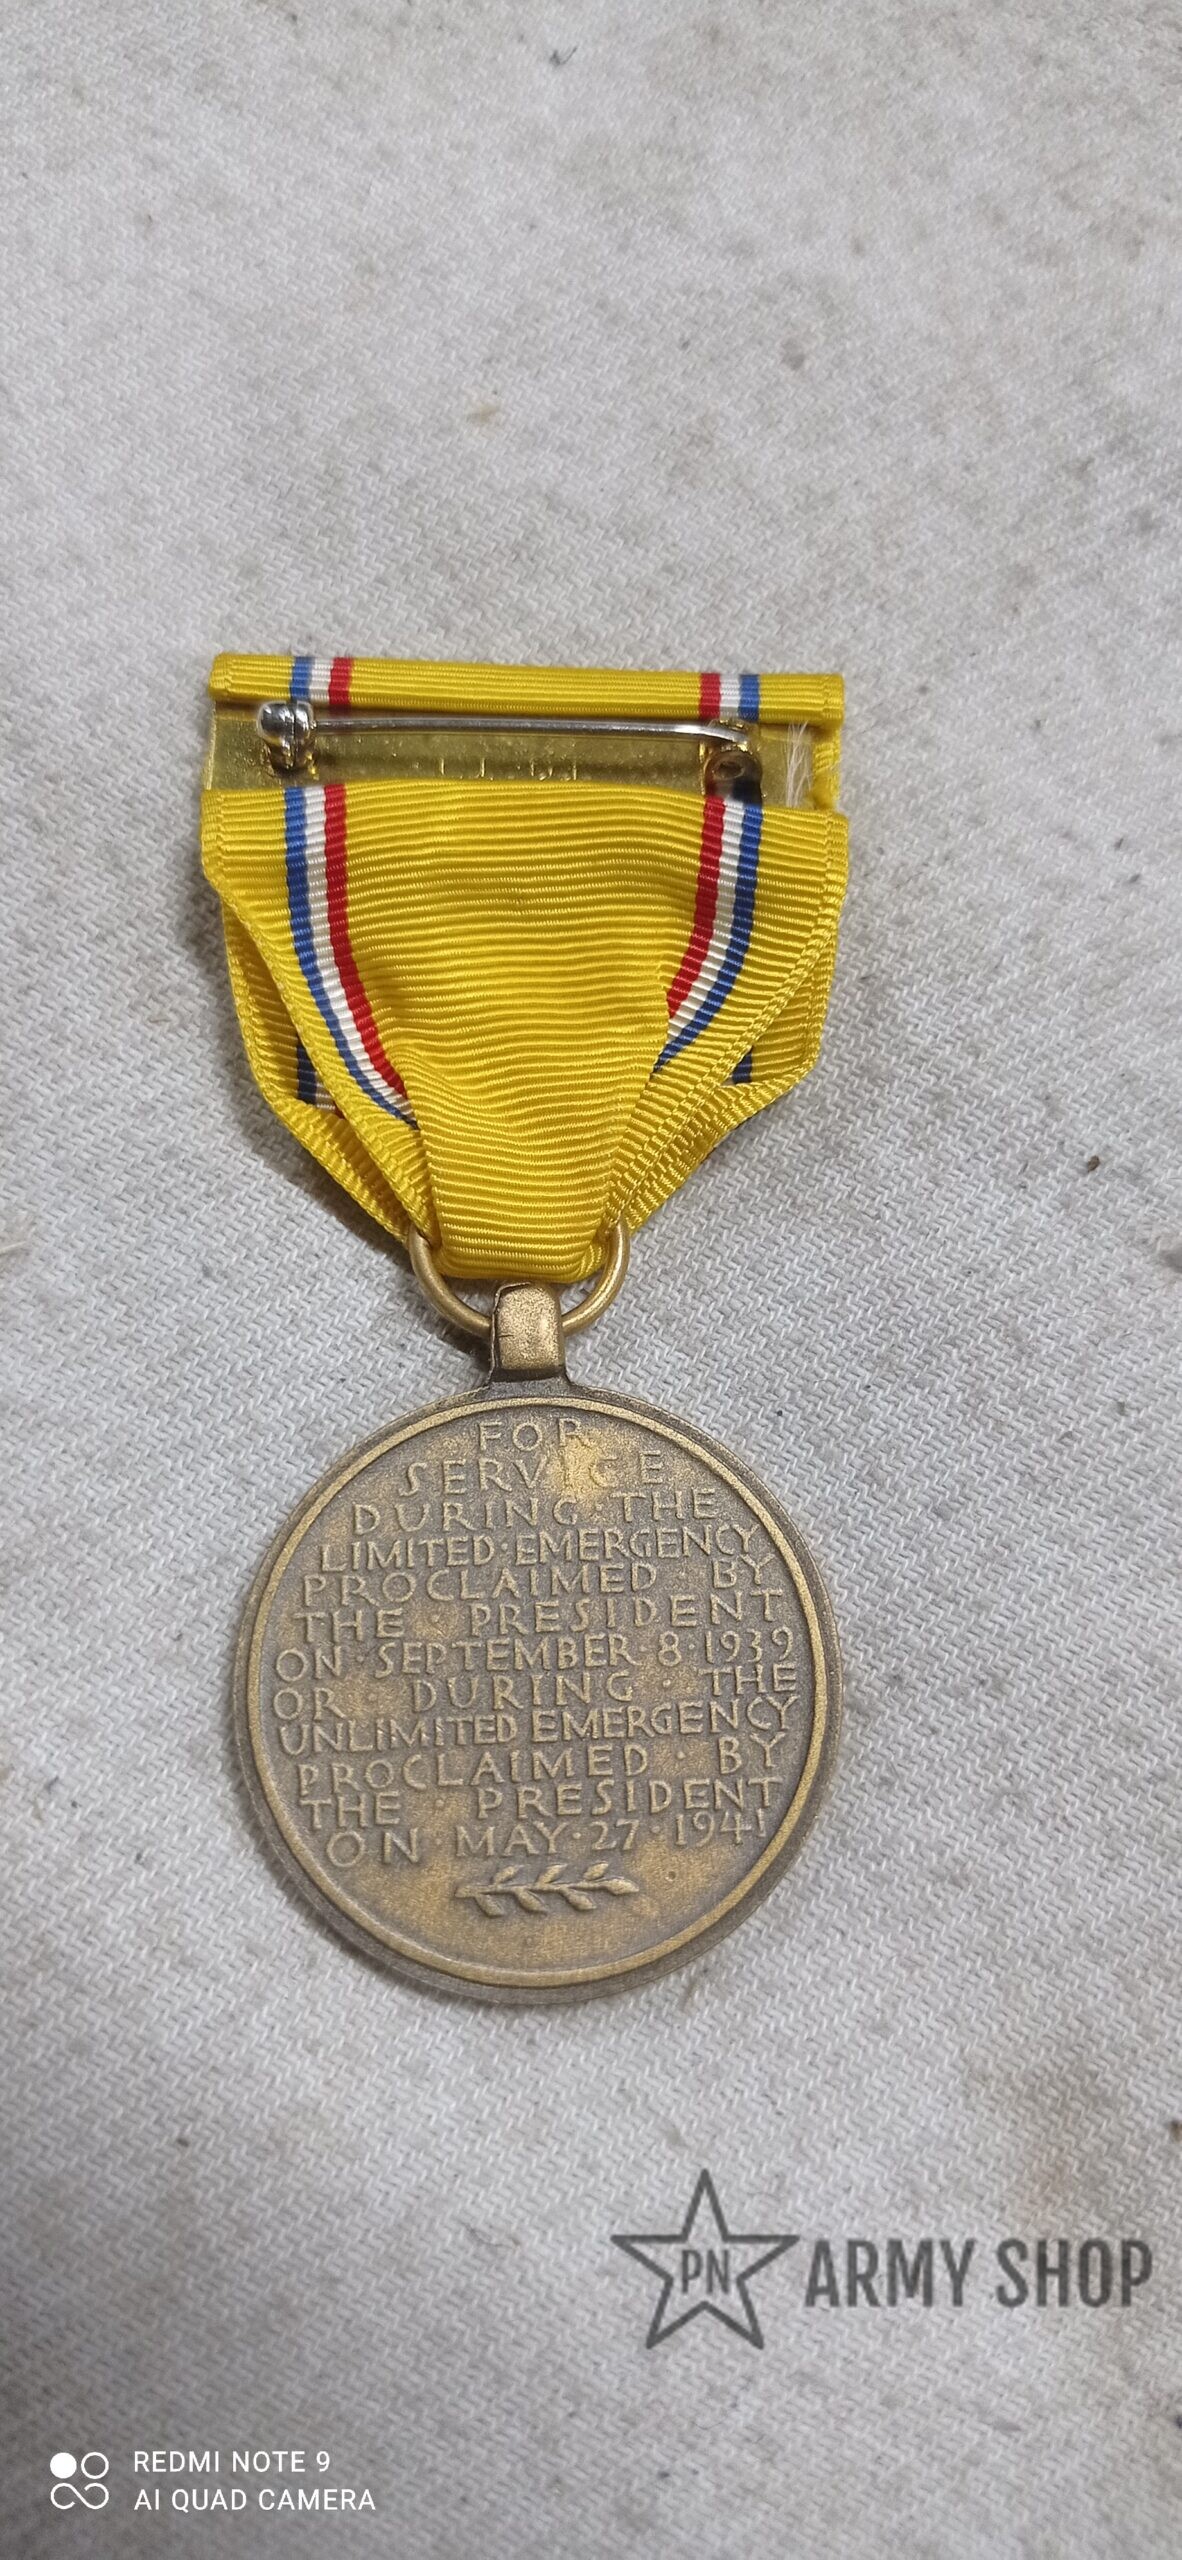 FOR
SERVICE
DURING · THE
LIMITED · EMERGENCY
PROCLAIMED · BY
THE · PRESIDENT
ON · SEPTEMBER 8 · 1939
OR · DURING · THE
UNLIMITED EMERGENCY
PROCLAIMED · BY
THE · PRESIDENT
ON · MAY · 27 · 1941
PN ARMY SHOP
REDMI NOTE 9
AI QUAD CAMERA